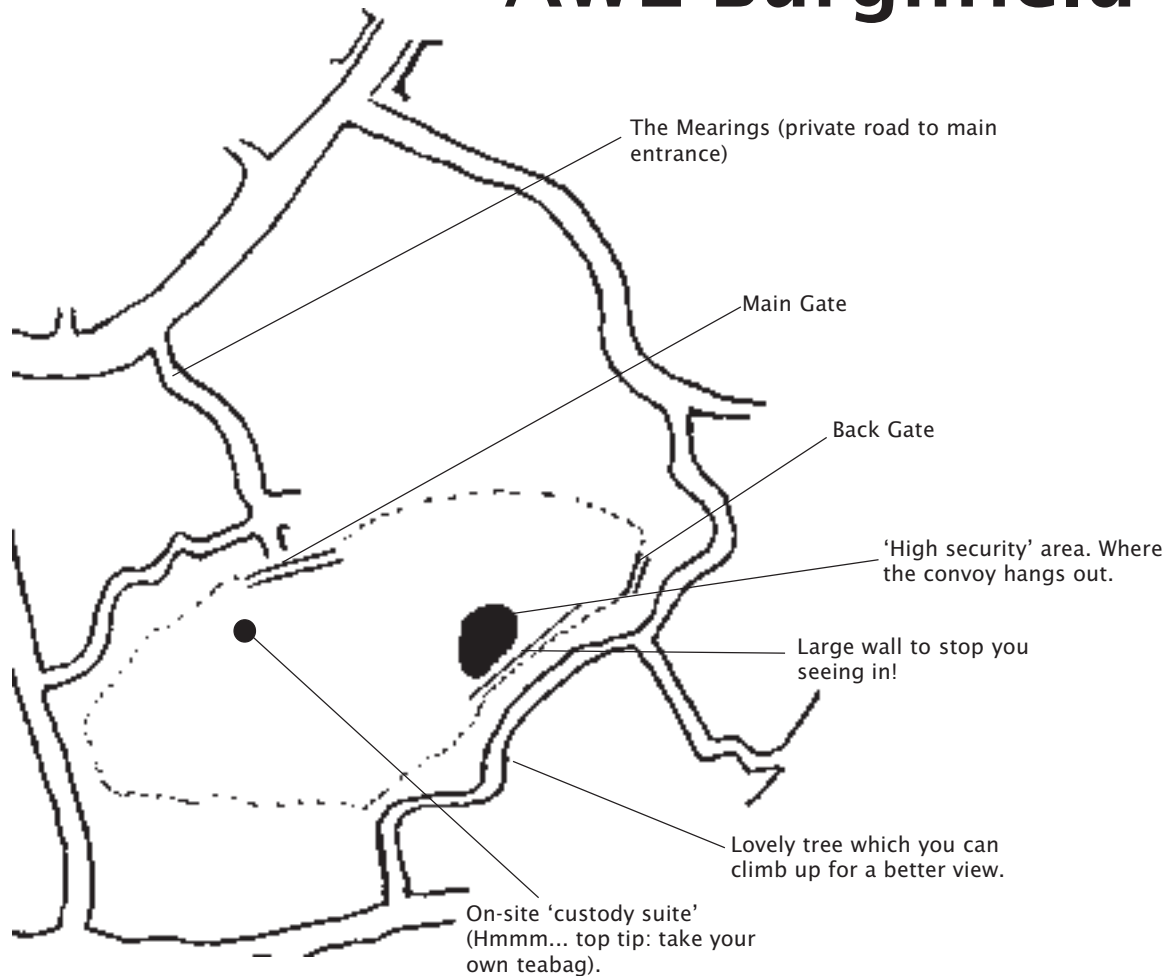 AWE Burghfield
The Mearings (private road to main
entrance)
Main Gate
Back Gate
‘High security’ area. Where
the convoy hangs out.
Large wall to stop you
seeing in!
Lovely tree which you can
climb up for a better view.
On-site ‘custody suite’
(Hmmm... top tip: take your
own teabag).